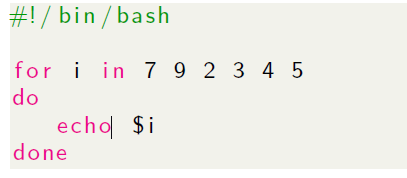 #!/bin/bash
for i in 7 9 2 3 4 5
do
echo $i
done